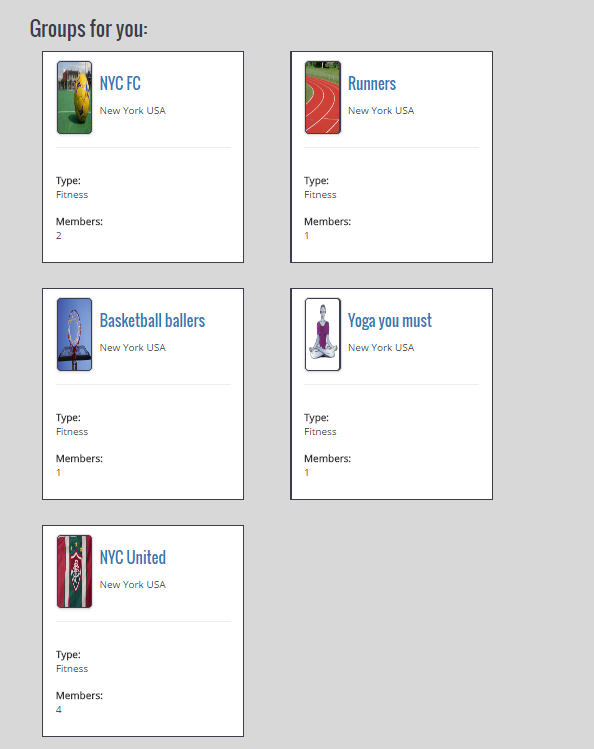 Groups for you:
NYC FC
New York USA
Type:
Fitness
Members:
2
Runners
New York USA
Type:
Fitness
Members:
1
Basketball ballers
New York USA
Type:
Fitness
Members:
1
Yoga you must
New York USA
Type:
Fitness
Members:
1
NYC United
New York USA
Type:
Fitness
Members:
4